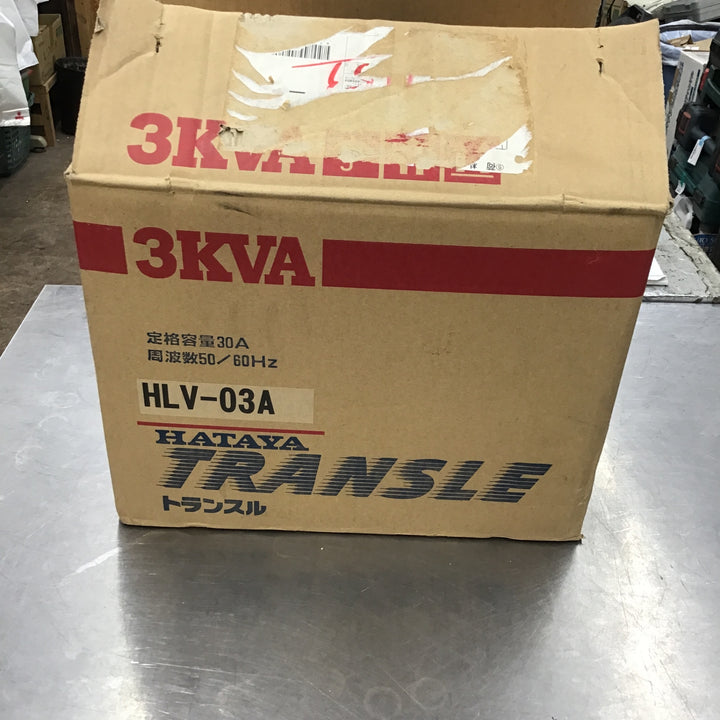 3KVA
3KVA
定格容量30A
周波数50／60Hz
HLV-03A
HATAYA
TRANSLE
トランスル